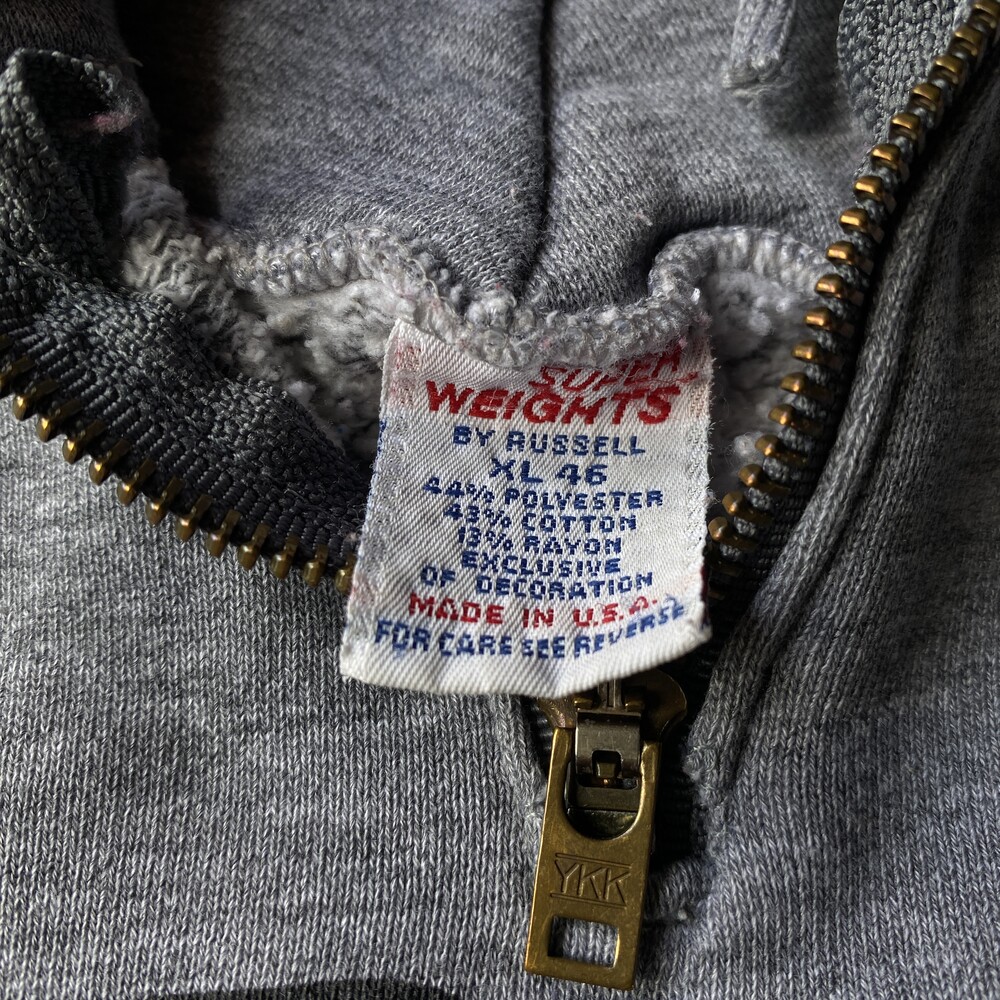 SUPER
WEIGHTS
BY RUSSELL
XL 46
44% POLYESTER
43% COTTON
13% RAYON
EXCLUSIVE
OF DECORATION
MADE IN U.S.A.
FOR CARE SEE REVERSE
YKK